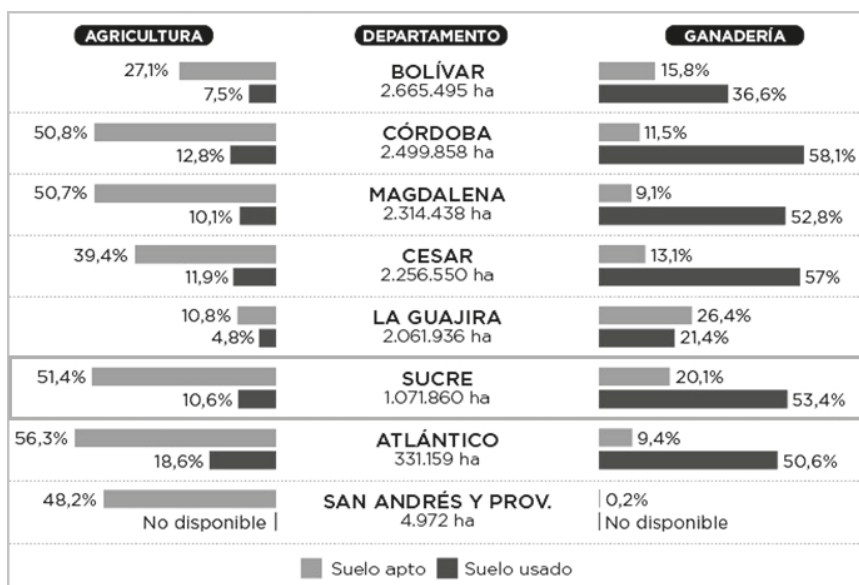 AGRICULTURA DEPARTAMENTO GANADERÍA
27,1% BOLÍVAR 15,8%
7,5% 2.665.495 ha 36,6%
50,8% CÓRDOBA 11,5%
12,8% 2.499.858 ha 58,1%
50,7% MAGDALENA 9,1%
10,1% 2.314.438 ha 52,8%
39,4% CESAR 13,1%
11,9% 2.256.550 ha 57%
10,8% LA GUAJIRA 26,4%
4,8% 2.061.936 ha 21,4%
51,4% SUCRE 20,1%
10,6% 1.071.860 ha 53,4%
56,3% ATLÁNTICO 9,4%
18,6% 331.159 ha 50,6%
48,2% SAN ANDRÉS Y PROV. 0,2%
No disponible 4.972 ha No disponible
Suelo apto Suelo usado